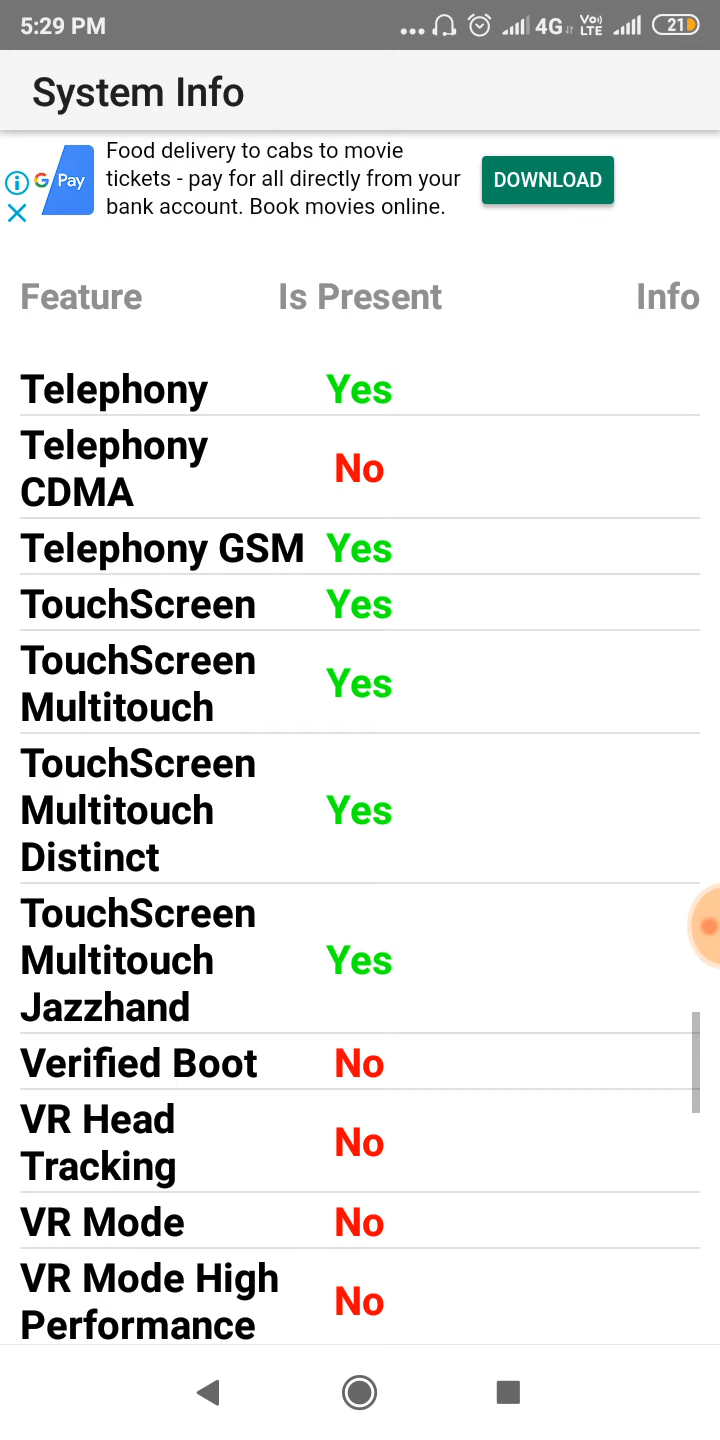 5:29 PM
4G Vo) LTE 21
System Info
Food delivery to cabs to movie
G Pay tickets - pay for all directly from your DOWNLOAD
bank account. Book movies online.
Feature Is Present Info
Telephony Yes
Telephony
CDMA No
Telephony GSM Yes
TouchScreen Yes
TouchScreen
Multitouch Yes
TouchScreen
Multitouch Yes
Distinct
TouchScreen
Multitouch Yes
Jazzhand
Verified Boot No
VR Head
Tracking No
VR Mode No
VR Mode High
Performance No